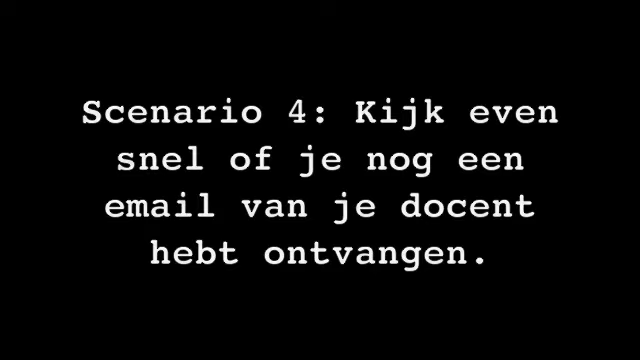 Scenario 4: Kijk even
snel of je nog een
email van je docent
hebt ontvangen.